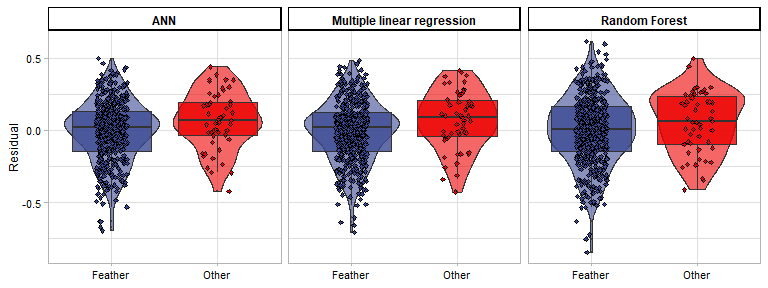 ANN Multiple linear regression Random Forest
Residual
0.5
0.0
-0.5
Feather Other Feather Other Feather Other